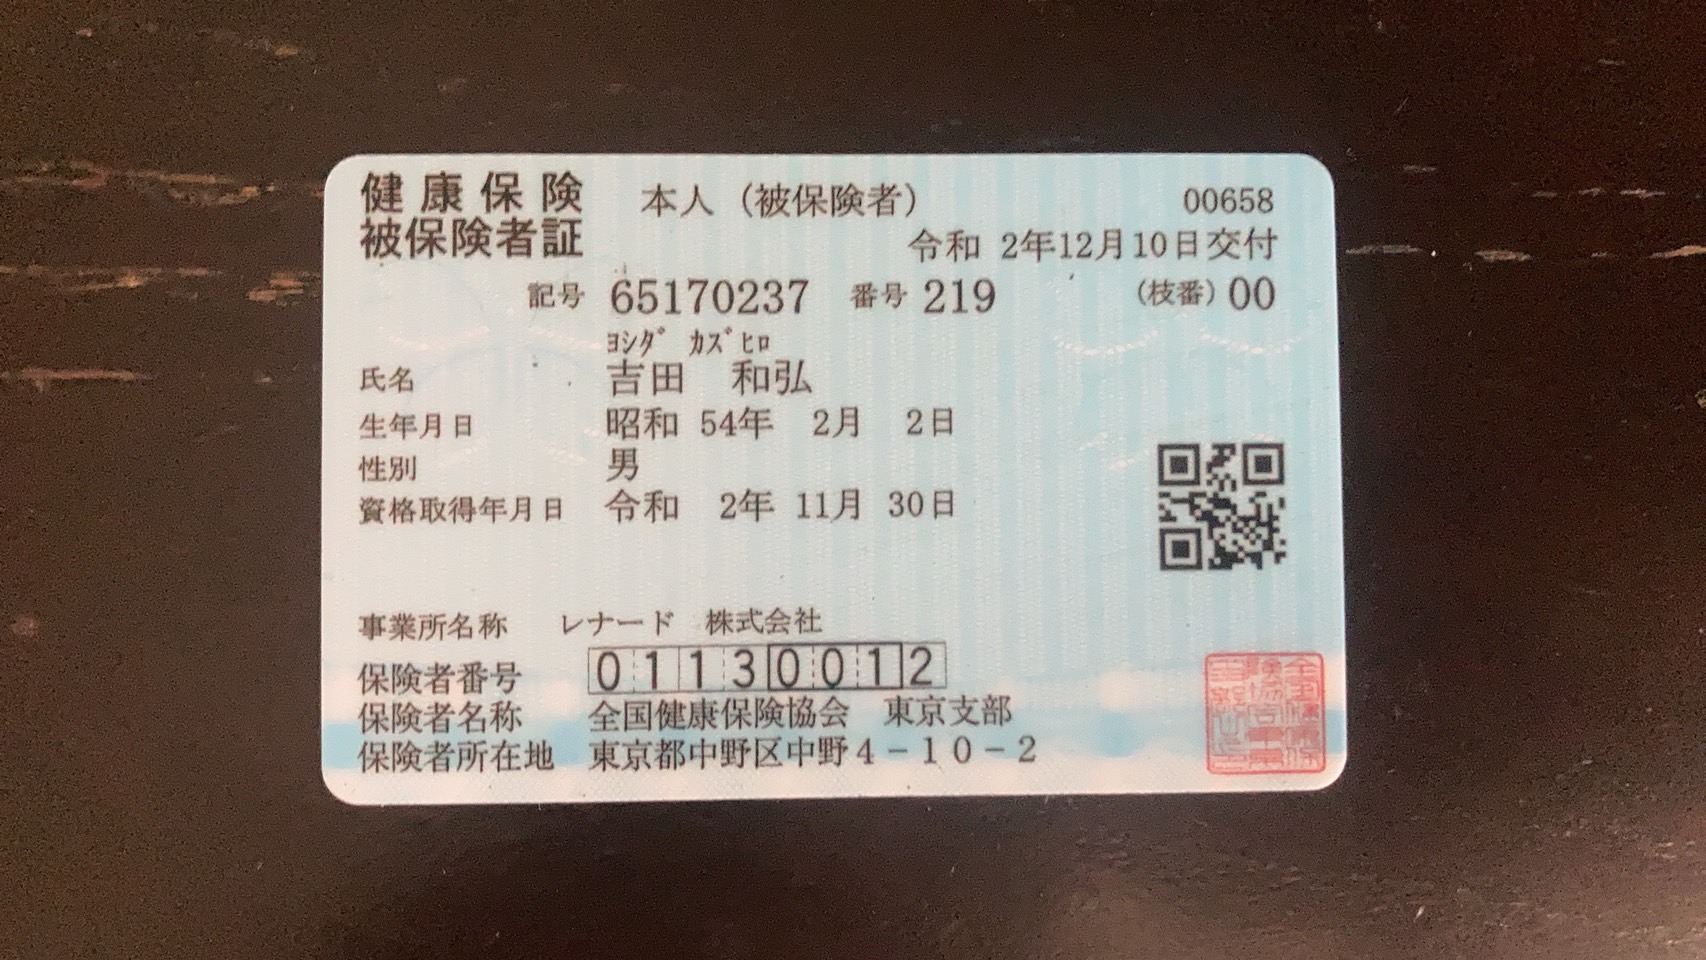 健康保険 本人（被保険者） 00658
被保険者証 令和 2年12月10日交付
記号 65170237 番号 219 （枝番）00
ﾖｼﾀﾞ ｶｽﾞﾋﾛ
氏名 吉田 和弘
生年月日 昭和 54年 2月 2日
性別 男
資格取得年月日 令和 2年 11月 30日
事業所名称 レナード 株式会社
保険者番号 01130012
保険者名称 全国健康保険協会 東京支部
保険者所在地 東京都中野区中野４－１０－２